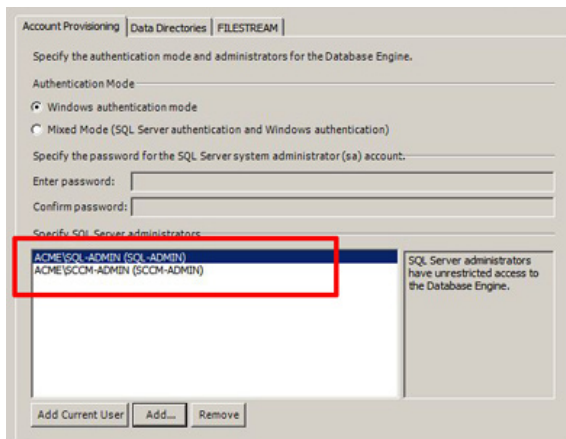 Account Provisioning Data Directories FILESTREAM
Specify the authentication mode and administrators for the Database Engine.
Authentication Mode
Windows authentication mode
Mixed Mode (SQL Server authentication and Windows authentication)
Specify the password for the SQL Server system administrator (sa) account.
Enter password:
Confirm password:
Specify SQL Server administrators
ACME\SQL-ADMIN (SQL-ADMIN)
ACME\SCCM-ADMIN (SCCM-ADMIN)
SQL Server administrators
have unrestricted access to
the Database Engine.
Add Current User Add... Remove